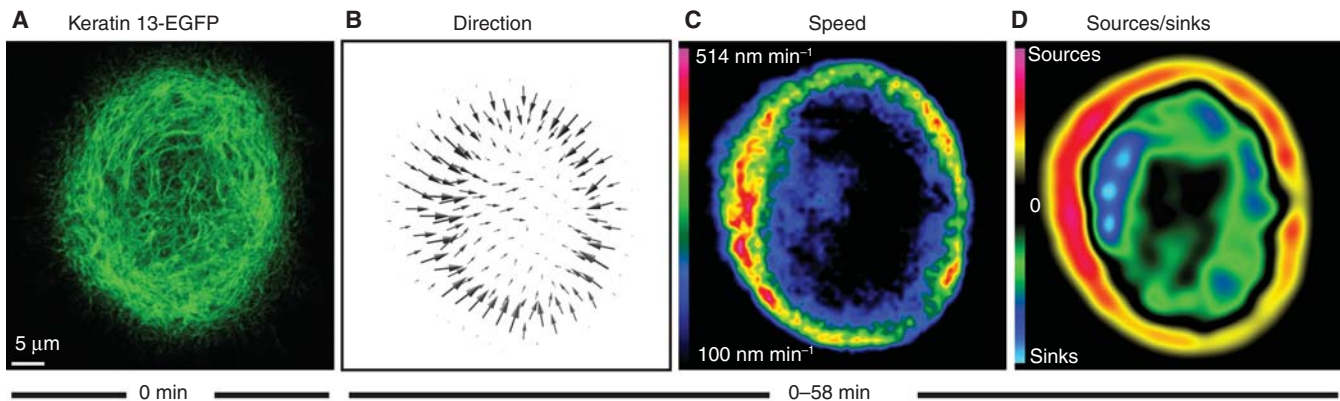 A Keratin 13-EGFP
B Direction
C Speed
D Sources/sinks
5 μm
514 nm min⁻¹
100 nm min⁻¹
Sources
0
Sinks
0 min
0–58 min